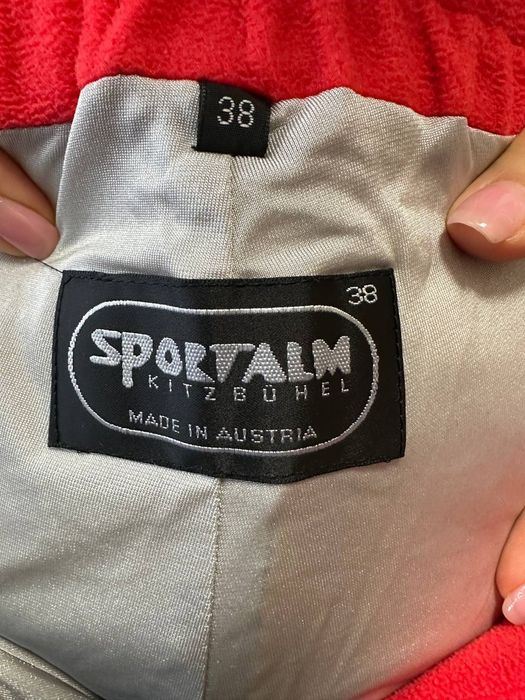 38
38
SPORTALM
KITZBÜHEL
MADE IN AUSTRIA